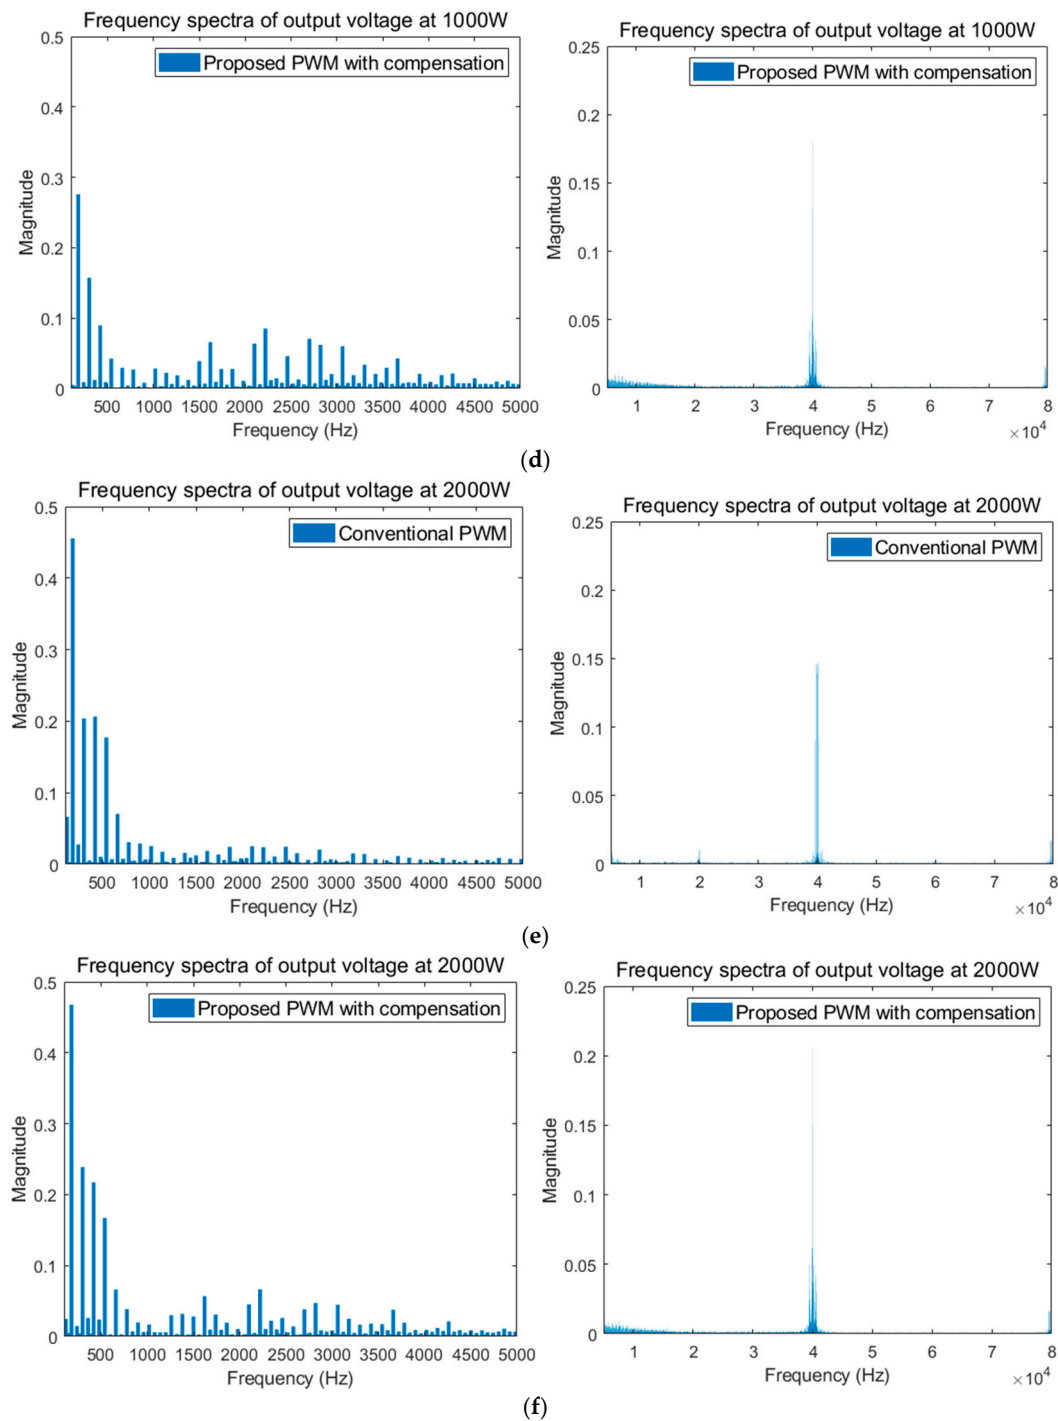 Frequency spectra of output voltage at 1000W
Proposed PWM with compensation
0.5
0.4
0.3
0.2
0.1
0
Magnitude
500 1000 1500 2000 2500 3000 3500 4000 4500 5000
Frequency (Hz)
Frequency spectra of output voltage at 1000W
Proposed PWM with compensation
0.25
0.2
0.15
0.1
0.05
0
Magnitude
1 2 3 4 5 6 7 8
Frequency (Hz)
×10⁴
(d)
Frequency spectra of output voltage at 2000W
Conventional PWM
0.5
0.4
0.3
0.2
0.1
0
Magnitude
500 1000 1500 2000 2500 3000 3500 4000 4500 5000
Frequency (Hz)
Frequency spectra of output voltage at 2000W
Conventional PWM
0.25
0.2
0.15
0.1
0.05
0
Magnitude
1 2 3 4 5 6 7 8
Frequency (Hz)
×10⁴
(e)
Frequency spectra of output voltage at 2000W
Proposed PWM with compensation
0.5
0.4
0.3
0.2
0.1
0
Magnitude
500 1000 1500 2000 2500 3000 3500 4000 4500 5000
Frequency (Hz)
Frequency spectra of output voltage at 2000W
Proposed PWM with compensation
0.25
0.2
0.15
0.1
0.05
0
Magnitude
1 2 3 4 5 6 7 8
Frequency (Hz)
×10⁴
(f)